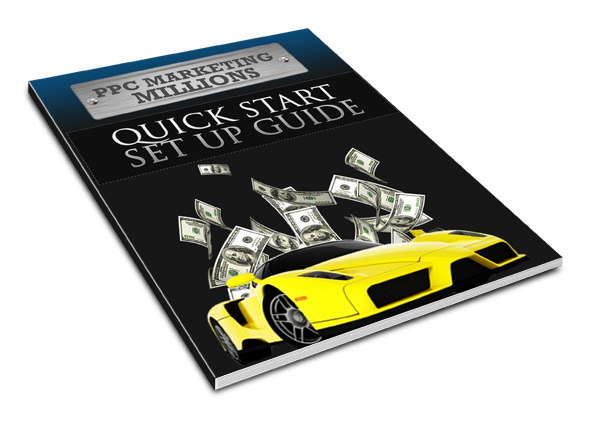 PPC MARKETING
MILLIONS
QUICK START
SET UP GUIDE